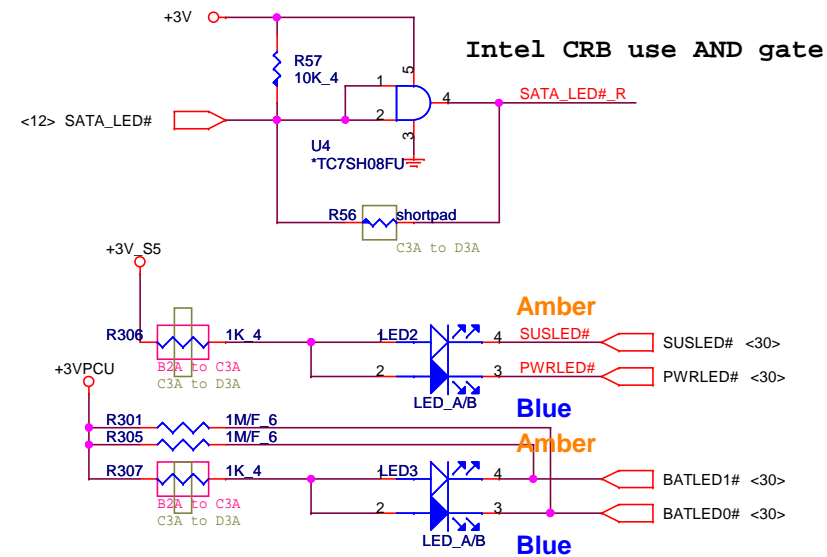 +3V
Intel CRB use AND gate
R57
10K_4
5
1
4
SATA_LED#_R
<12> SATA_LED#
2
3
U4
*TC7SH08FU
R56
shortpad
C3A to D3A
+3V_S5
Amber
R306
1K_4
1
LED2
4
SUSLED#
SUSLED# <30>
B2A to C3A
+3VPCU
C3A to D3A
2
3
PWRLED#
PWRLED# <30>
LED_A/B
Blue
R301
1M/F_6
R305
1M/F_6
Amber
R307
1K_4
1
LED3
4
BATLED1# <30>
B2A to C3A
C3A to D3A
2
3
BATLED0# <30>
LED_A/B
Blue